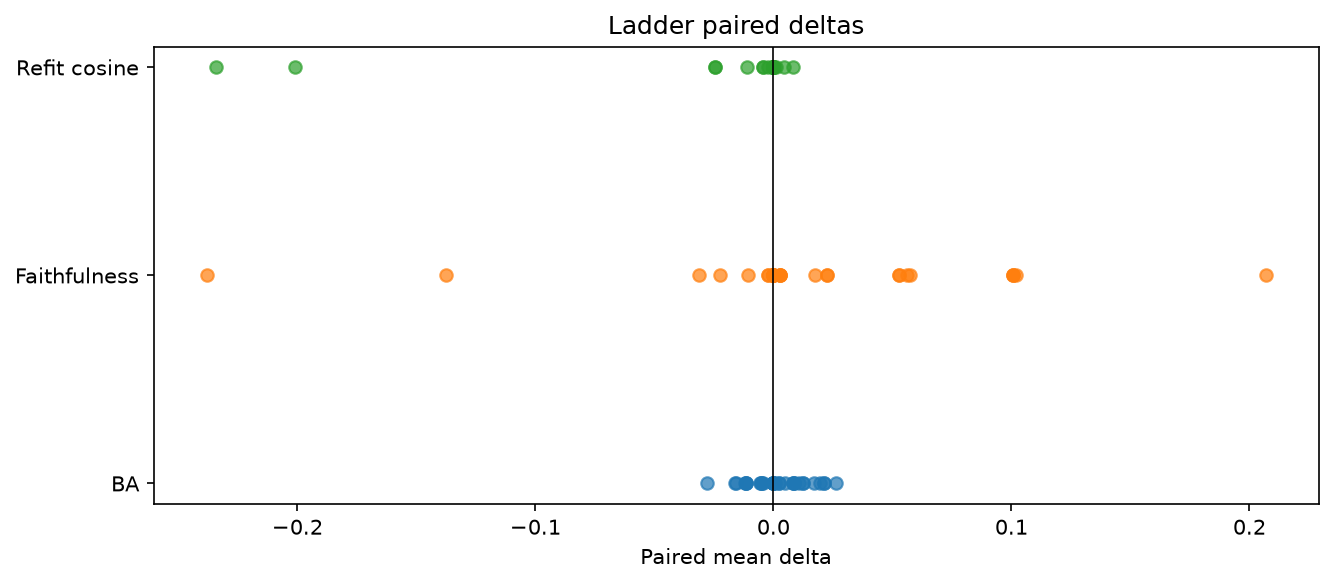 Ladder paired deltas
Refit cosine
Faithfulness
BA
−0.2
−0.1
0.0
0.1
0.2
Paired mean delta